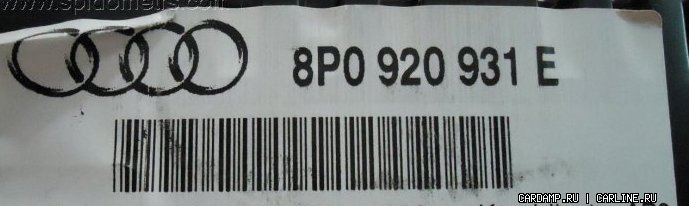 www.spidometrs.com
8P0 920 931 E
CARDAMP.RU | CARLINE.RU